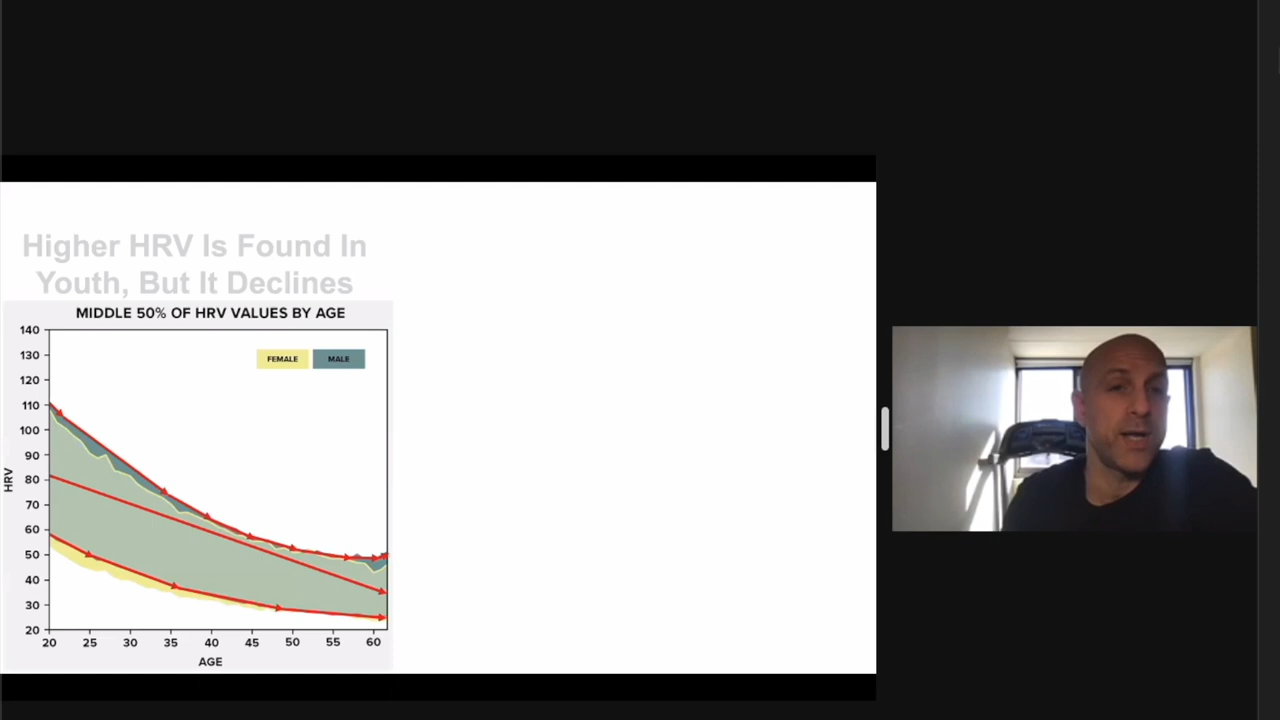 Higher HRV Is Found In
Youth, But It Declines
MIDDLE 50% OF HRV VALUES BY AGE
140
130
120
110
100
90
80
70
60
50
40
30
20
HRV
FEMALE
MALE
20 25 30 35 40 45 50 55 60
AGE